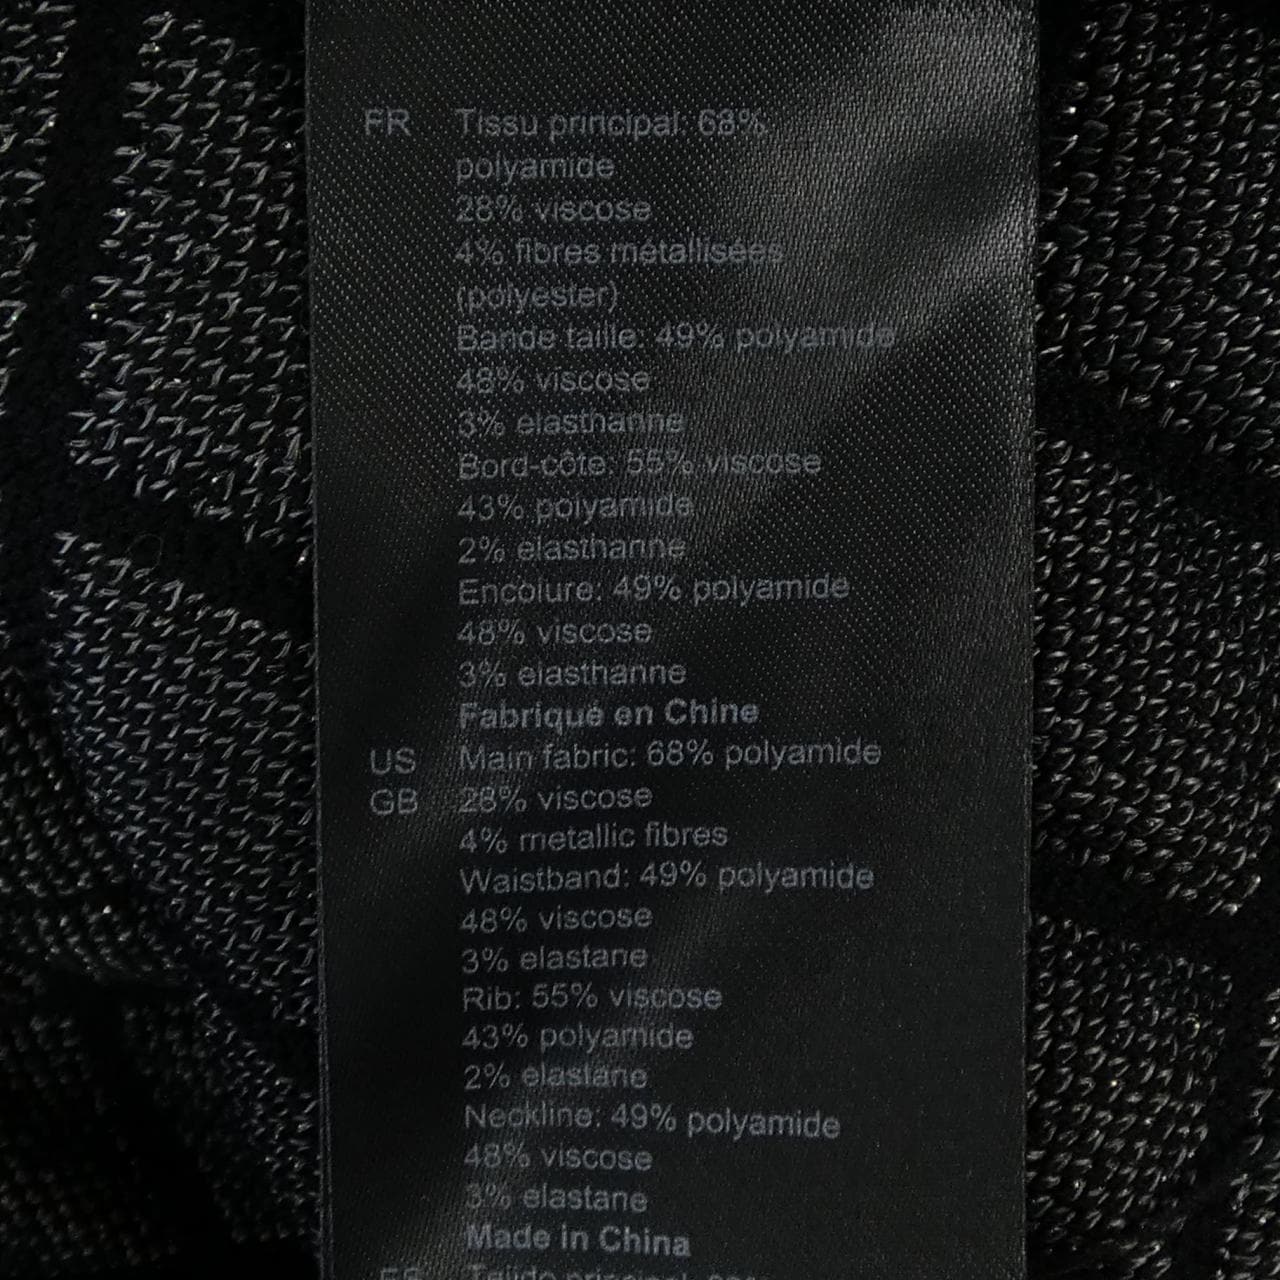 FR Tissu principal: 68%
polyamide
28% viscose
4% fibres métallisées
(polyester)
Bande taille: 49% polyamide
48% viscose
3% elasthanne
Bord-côte: 55% viscose
43% polyamide
2% elasthanne
Encolure: 49% polyamide
48% viscose
3% elasthanne
Fabriqué en Chine
US Main fabric: 68% polyamide
GB 28% viscose
4% metallic fibres
Waistband: 49% polyamide
48% viscose
3% elastane
Rib: 55% viscose
43% polyamide
2% elastane
Neckline: 49% polyamide
48% viscose
3% elastane
Made in China
ES Tejido principal: